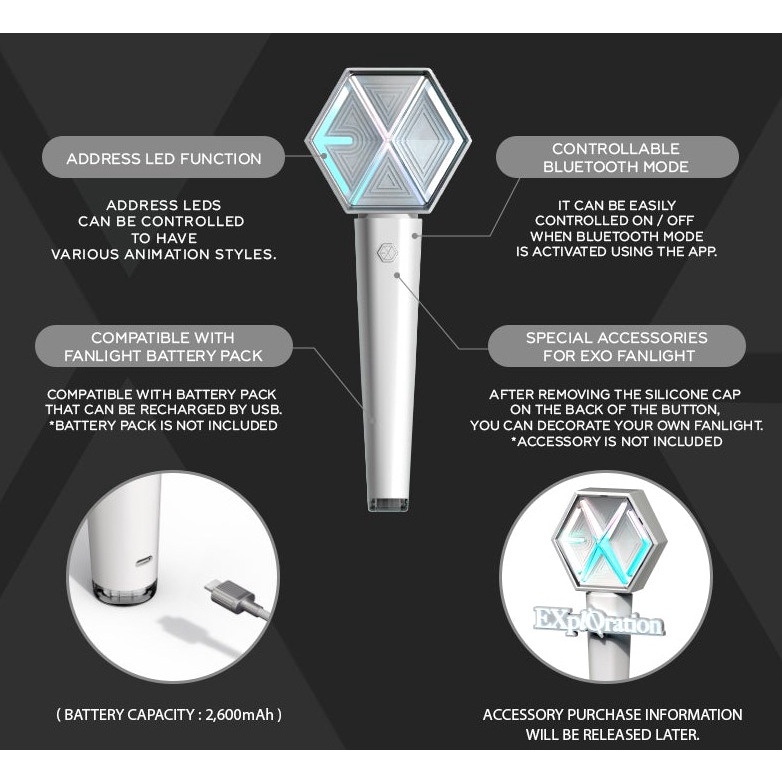 ADDRESS LED FUNCTION
ADDRESS LEDS
CAN BE CONTROLLED
TO HAVE
VARIOUS ANIMATION STYLES.
CONTROLLABLE
BLUETOOTH MODE
IT CAN BE EASILY
CONTROLLED ON / OFF
WHEN BLUETOOTH MODE
IS ACTIVATED USING THE APP.
COMPATIBLE WITH
FANLIGHT BATTERY PACK
COMPATIBLE WITH BATTERY PACK
THAT CAN BE RECHARGED BY USB.
*BATTERY PACK IS NOT INCLUDED
SPECIAL ACCESSORIES
FOR EXO FANLIGHT
AFTER REMOVING THE SILICONE CAP
ON THE BACK OF THE BUTTON,
YOU CAN DECORATE YOUR OWN FANLIGHT.
*ACCESSORY IS NOT INCLUDED
EXplOration
( BATTERY CAPACITY : 2,600mAh )
ACCESSORY PURCHASE INFORMATION
WILL BE RELEASED LATER.